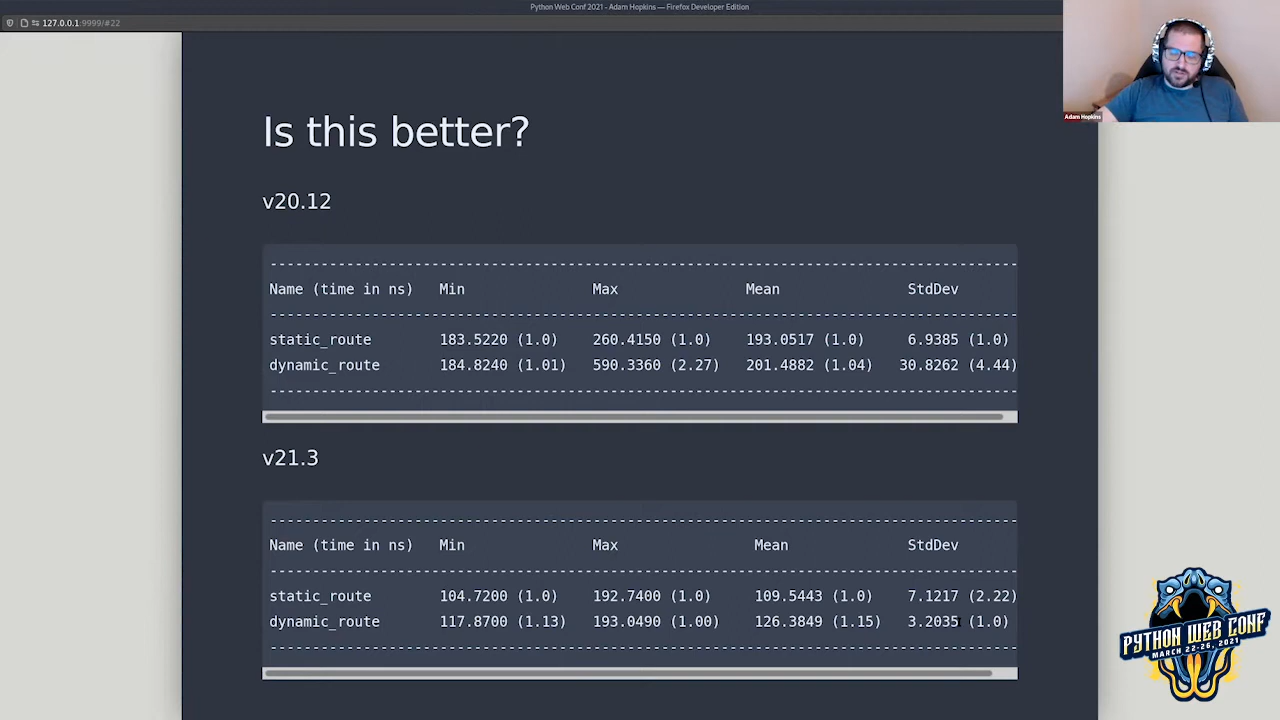 Python Web Conf 2021 - Adam Hopkins — Firefox Developer Edition
127.0.0.1:9999/#22
Adam Hopkins
Is this better?
v20.12
Name (time in ns) Min Max Mean StdDev
static_route 183.5220 (1.0) 260.4150 (1.0) 193.0517 (1.0) 6.9385 (1.0)
dynamic_route 184.8240 (1.01) 590.3360 (2.27) 201.4882 (1.04) 30.8262 (4.44)
v21.3
Name (time in ns) Min Max Mean StdDev
static_route 104.7200 (1.0) 192.7400 (1.0) 109.5443 (1.0) 7.1217 (2.22)
dynamic_route 117.8700 (1.13) 193.0490 (1.00) 126.3849 (1.15) 3.2035 (1.0)
PYTHON WEB CONF
MARCH 22-26, 2021